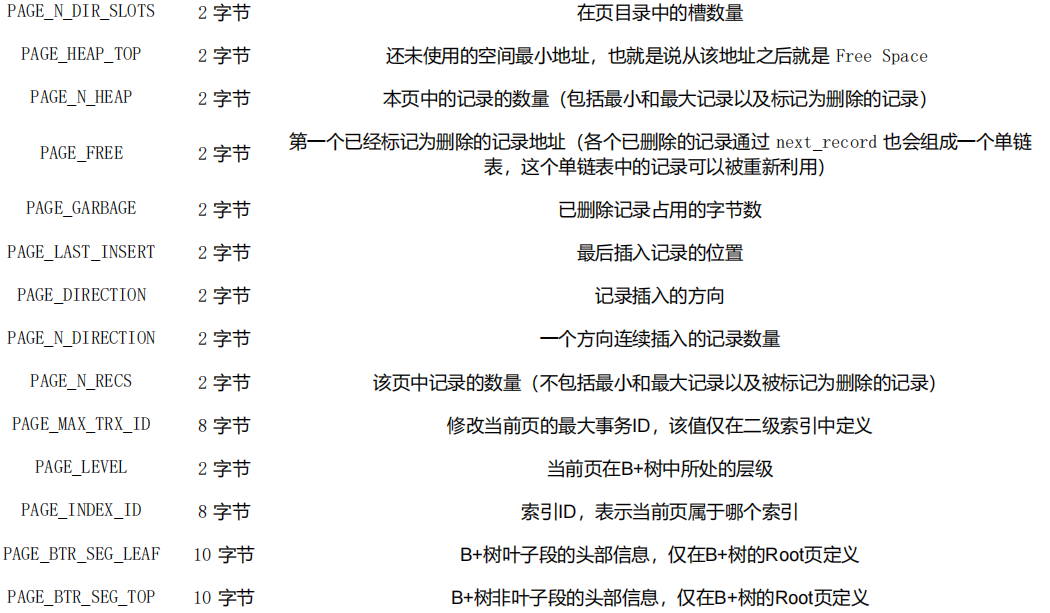 PAGE_N_DIR_SLOTS 2 字节 在页目录中的槽数量
PAGE_HEAP_TOP 2 字节 还未使用的空间最小地址，也就是说从该地址之后就是 Free Space
PAGE_N_HEAP 2 字节 本页中的记录的数量（包括最小和最大记录以及标记为删除的记录）
PAGE_FREE 2 字节 第一个已经标记为删除的记录地址（各个已删除的记录通过 next_record 也会组成一个单链
表，这个单链表中的记录可以被重新利用）
PAGE_GARBAGE 2 字节 已删除记录占用的字节数
PAGE_LAST_INSERT 2 字节 最后插入记录的位置
PAGE_DIRECTION 2 字节 记录插入的方向
PAGE_N_DIRECTION 2 字节 一个方向连续插入的记录数量
PAGE_N_RECS 2 字节 该页中记录的数量（不包括最小和最大记录以及被标记为删除的记录）
PAGE_MAX_TRX_ID 8 字节 修改当前页的最大事务ID，该值仅在二级索引中定义
PAGE_LEVEL 2 字节 当前页在B+树中所处的层级
PAGE_INDEX_ID 8 字节 索引ID，表示当前页属于哪个索引
PAGE_BTR_SEG_LEAF 10 字节 B+树叶子段的头部信息，仅在B+树的Root页定义
PAGE_BTR_SEG_TOP 10 字节 B+树非叶子段的头部信息，仅在B+树的Root页定义